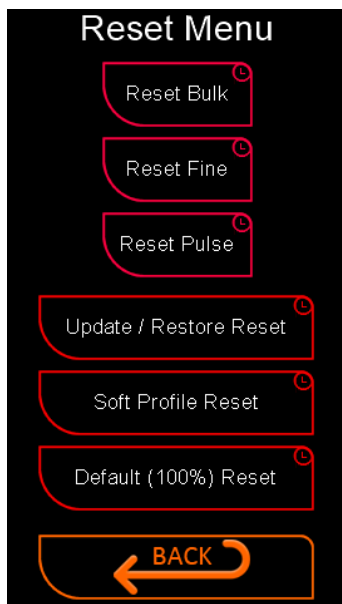 Reset Menu
Reset Bulk
Reset Fine
Reset Pulse
Update / Restore Reset
Soft Profile Reset
Default (100%) Reset
BACK